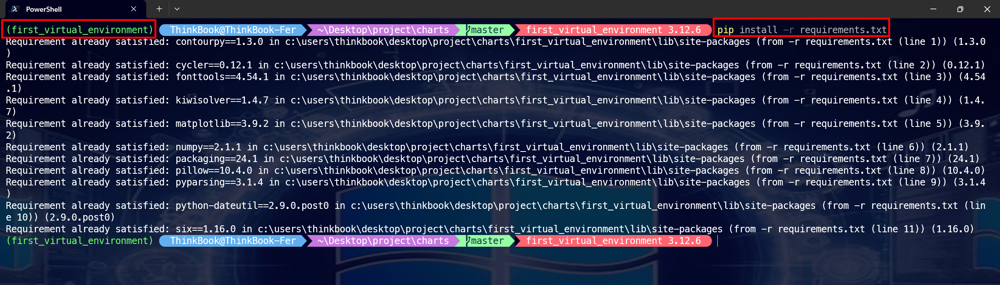 PowerShell
(first_virtual_environment) ThinkBook@ThinkBook-Fer ~\Desktop\project\charts master first_virtual_environment 3.12.6 pip install -r requirements.txt
Requirement already satisfied: contourpy==1.3.0 in c:\users\thinkbook\desktop\project\charts\first_virtual_environment\lib\site-packages (from -r requirements.txt (line 1)) (1.3.0
)
Requirement already satisfied: cycler==0.12.1 in c:\users\thinkbook\desktop\project\charts\first_virtual_environment\lib\site-packages (from -r requirements.txt (line 2)) (0.12.1)
Requirement already satisfied: fonttools==4.54.1 in c:\users\thinkbook\desktop\project\charts\first_virtual_environment\lib\site-packages (from -r requirements.txt (line 3)) (4.54
.1)
Requirement already satisfied: kiwisolver==1.4.7 in c:\users\thinkbook\desktop\project\charts\first_virtual_environment\lib\site-packages (from -r requirements.txt (line 4)) (1.4.
7)
Requirement already satisfied: matplotlib==3.9.2 in c:\users\thinkbook\desktop\project\charts\first_virtual_environment\lib\site-packages (from -r requirements.txt (line 5)) (3.9.
2)
Requirement already satisfied: numpy==2.1.1 in c:\users\thinkbook\desktop\project\charts\first_virtual_environment\lib\site-packages (from -r requirements.txt (line 6)) (2.1.1)
Requirement already satisfied: packaging==24.1 in c:\users\thinkbook\desktop\project\charts\first_virtual_environment\lib\site-packages (from -r requirements.txt (line 7)) (24.1)
Requirement already satisfied: pillow==10.4.0 in c:\users\thinkbook\desktop\project\charts\first_virtual_environment\lib\site-packages (from -r requirements.txt (line 8)) (10.4.0)
Requirement already satisfied: pyparsing==3.1.4 in c:\users\thinkbook\desktop\project\charts\first_virtual_environment\lib\site-packages (from -r requirements.txt (line 9)) (3.1.4
)
Requirement already satisfied: python-dateutil==2.9.0.post0 in c:\users\thinkbook\desktop\project\charts\first_virtual_environment\lib\site-packages (from -r requirements.txt (lin
e 10)) (2.9.0.post0)
Requirement already satisfied: six==1.16.0 in c:\users\thinkbook\desktop\project\charts\first_virtual_environment\lib\site-packages (from -r requirements.txt (line 11)) (1.16.0)
(first_virtual_environment) ThinkBook@ThinkBook-Fer ~\Desktop\project\charts master first_virtual_environment 3.12.6